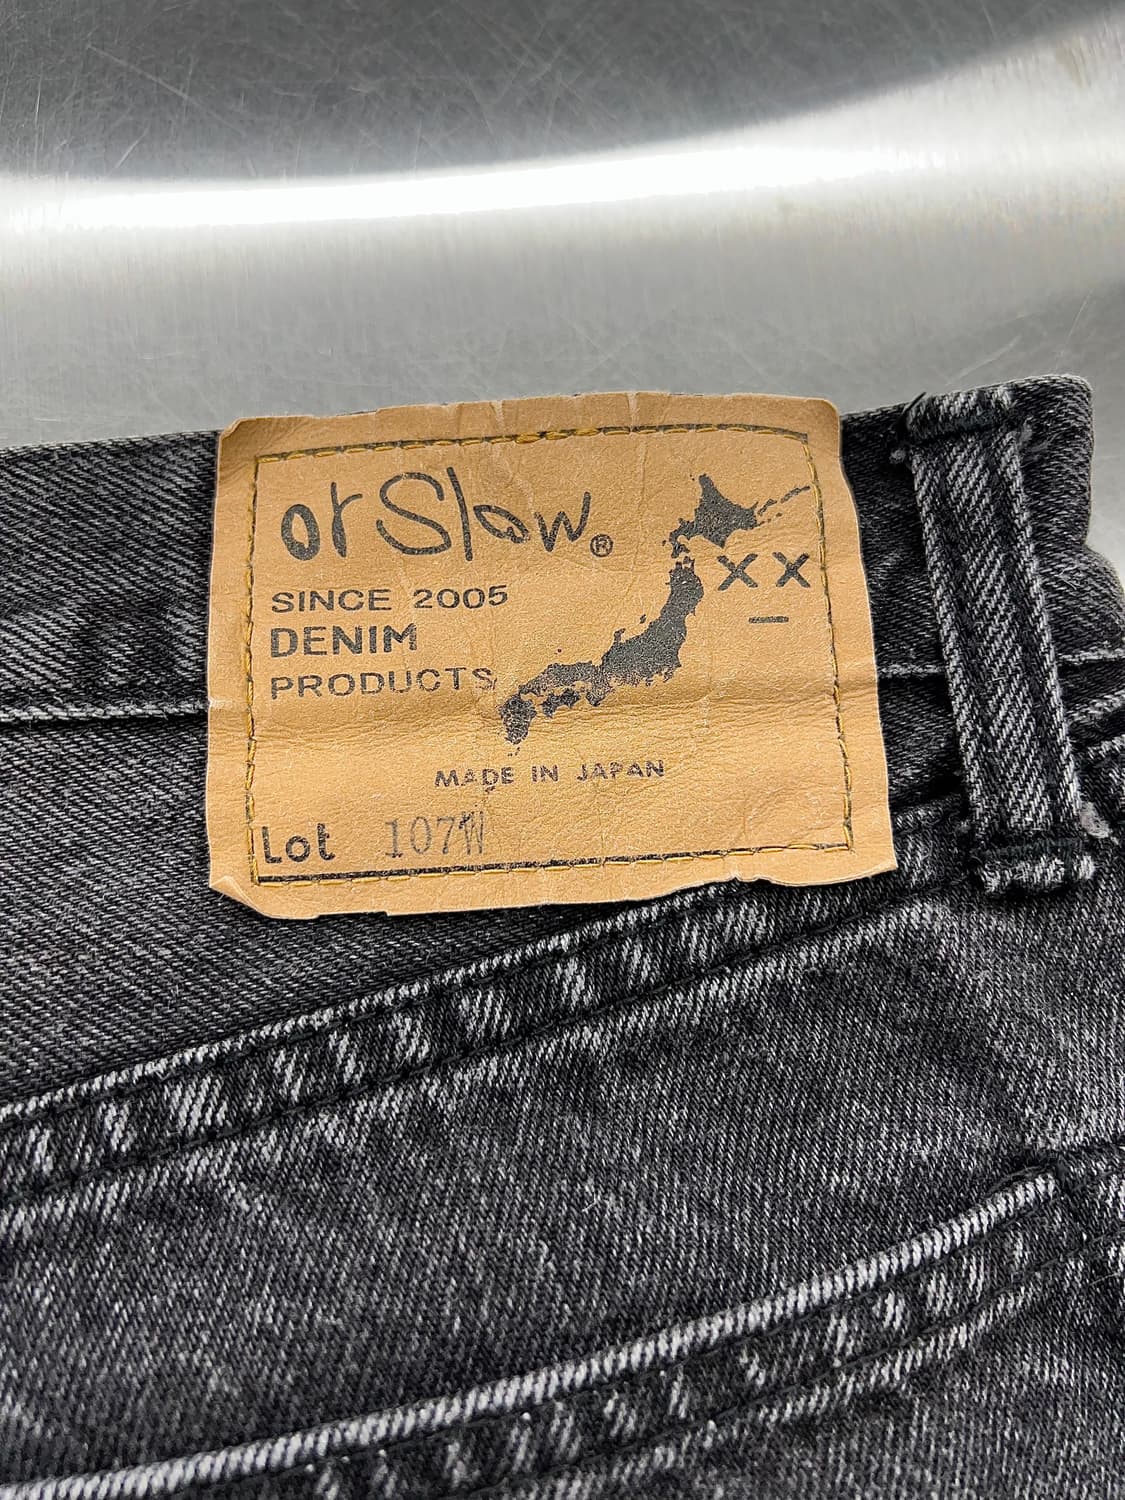 orSlow®
XX
SINCE 2005
DENIM
PRODUCTS
MADE IN JAPAN
Lot 107W